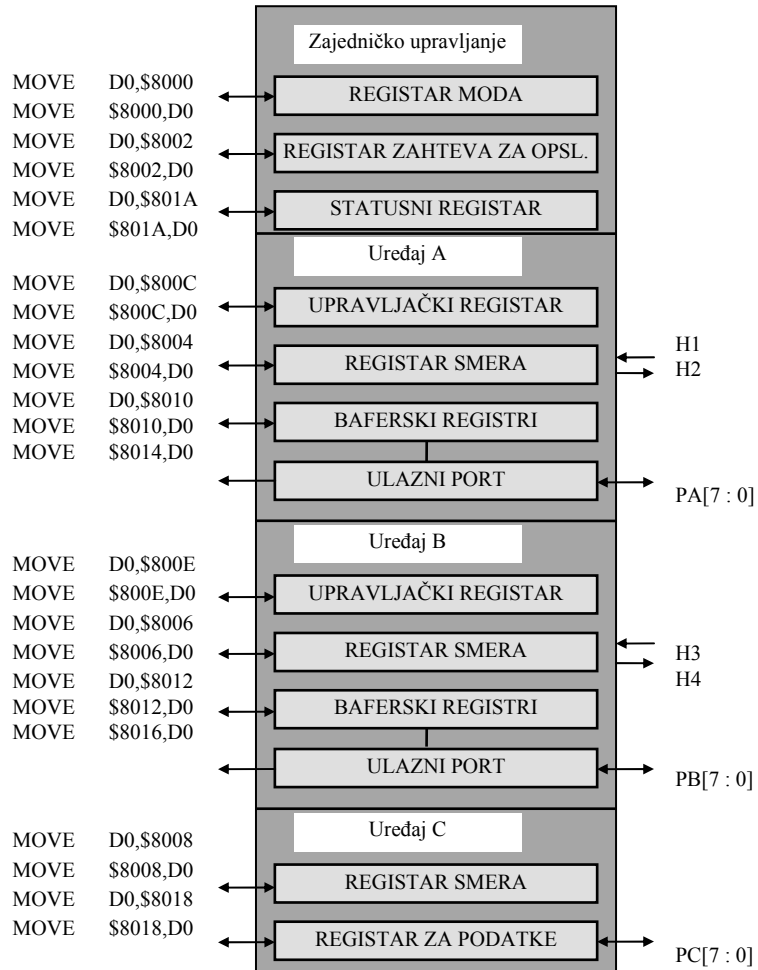 Zajedničko upravljanje
MOVE D0,$8000
REGISTAR MODA
MOVE $8000,D0
MOVE D0,$8002
REGISTAR ZAHTEVA ZA OPSL.
MOVE $8002,D0
MOVE D0,$801A
STATUSNI REGISTAR
MOVE $801A,D0
Uređaj A
MOVE D0,$800C
UPRAVLJAČKI REGISTAR
MOVE $800C,D0
MOVE D0,$8004
H1
REGISTAR SMERA
MOVE $8004,D0
H2
MOVE D0,$8010
BAFERSKI REGISTRI
MOVE $8010,D0
MOVE $8014,D0
ULAZNI PORT
PA[7 : 0]
Uređaj B
MOVE D0,$800E
UPRAVLJAČKI REGISTAR
MOVE $800E,D0
MOVE D0,$8006
REGISTAR SMERA
MOVE $8006,D0
H3
MOVE D0,$8012
H4
BAFERSKI REGISTRI
MOVE $8012,D0
MOVE $8016,D0
ULAZNI PORT
PB[7 : 0]
Uređaj C
MOVE D0,$8008
MOVE $8008,D0
REGISTAR SMERA
MOVE D0,$8018
MOVE $8018,D0
REGISTAR ZA PODATKE
PC[7 : 0]